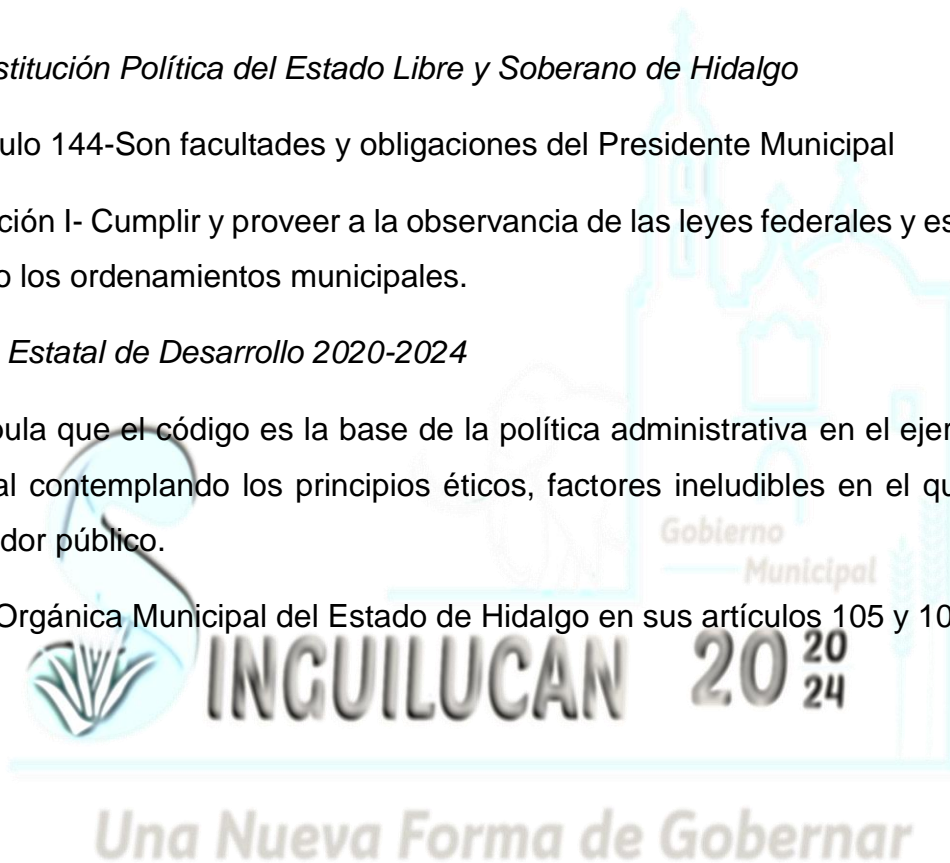 stitución Política del Estado Libre y Soberano de Hidalgo
ulo 144-Son facultades y obligaciones del Presidente Municipal
ción I- Cumplir y proveer a la observancia de las leyes federales y es
o los ordenamientos municipales.
Estatal de Desarrollo 2020-2024
oula que el código es la base de la política administrativa en el ejer
al contemplando los principios éticos, factores ineludibles en el qu
dor público.
Gobierno
Municipal
Orgánica Municipal del Estado de Hidalgo en sus artículos 105 y 10
SINGUILUCAN 20 20
24
Una Nueva Forma de Gobernar